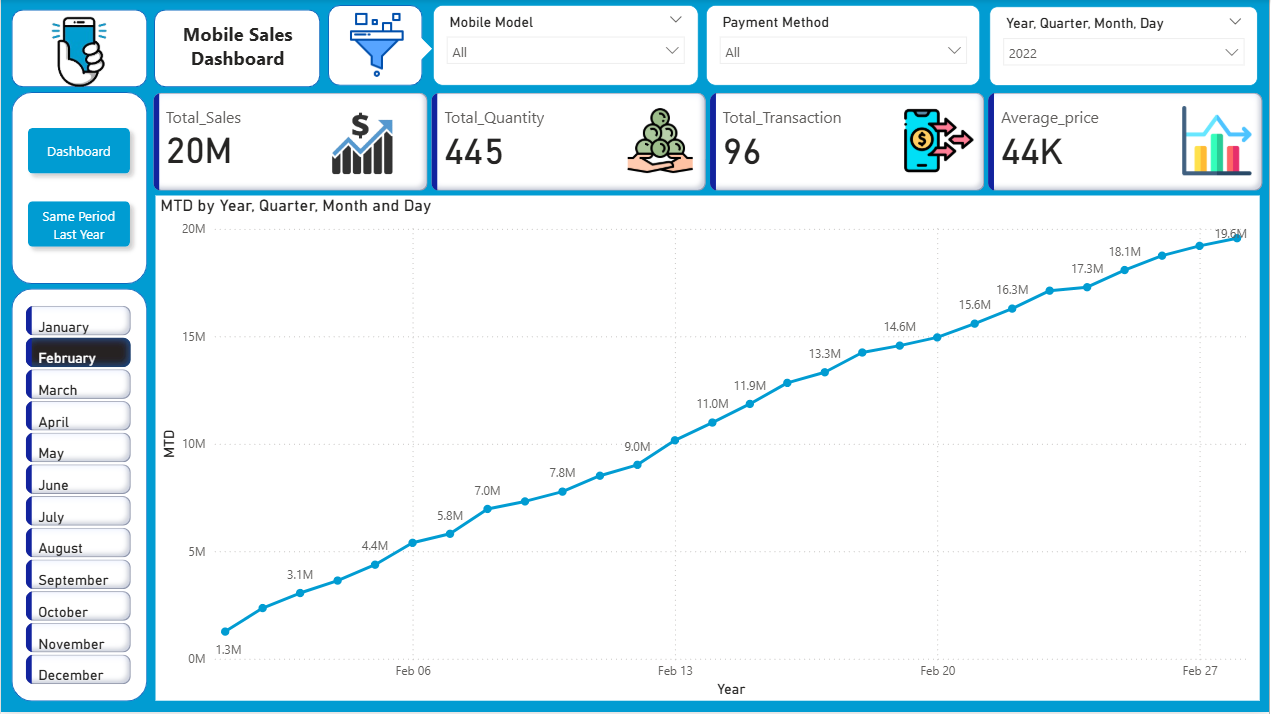 Mobile Sales
Dashboard
Mobile Model
All
Payment Method
All
Year, Quarter, Month, Day
2022
Dashboard
Same Period
Last Year
Total_Sales
20M
$
Total_Quantity
445
Total_Transaction
96
$
Average_price
44K
January
February
March
April
May
June
July
August
September
October
November
December
MTD by Year, Quarter, Month and Day
20M
15M
10M
5M
0M
MTD
1.3M
3.1M
4.4M
5.8M
7.0M
7.8M
9.0M
11.0M
11.9M
13.3M
14.6M
15.6M
16.3M
17.3M
18.1M
19.6M
Feb 06
Feb 13
Feb 20
Feb 27
Year